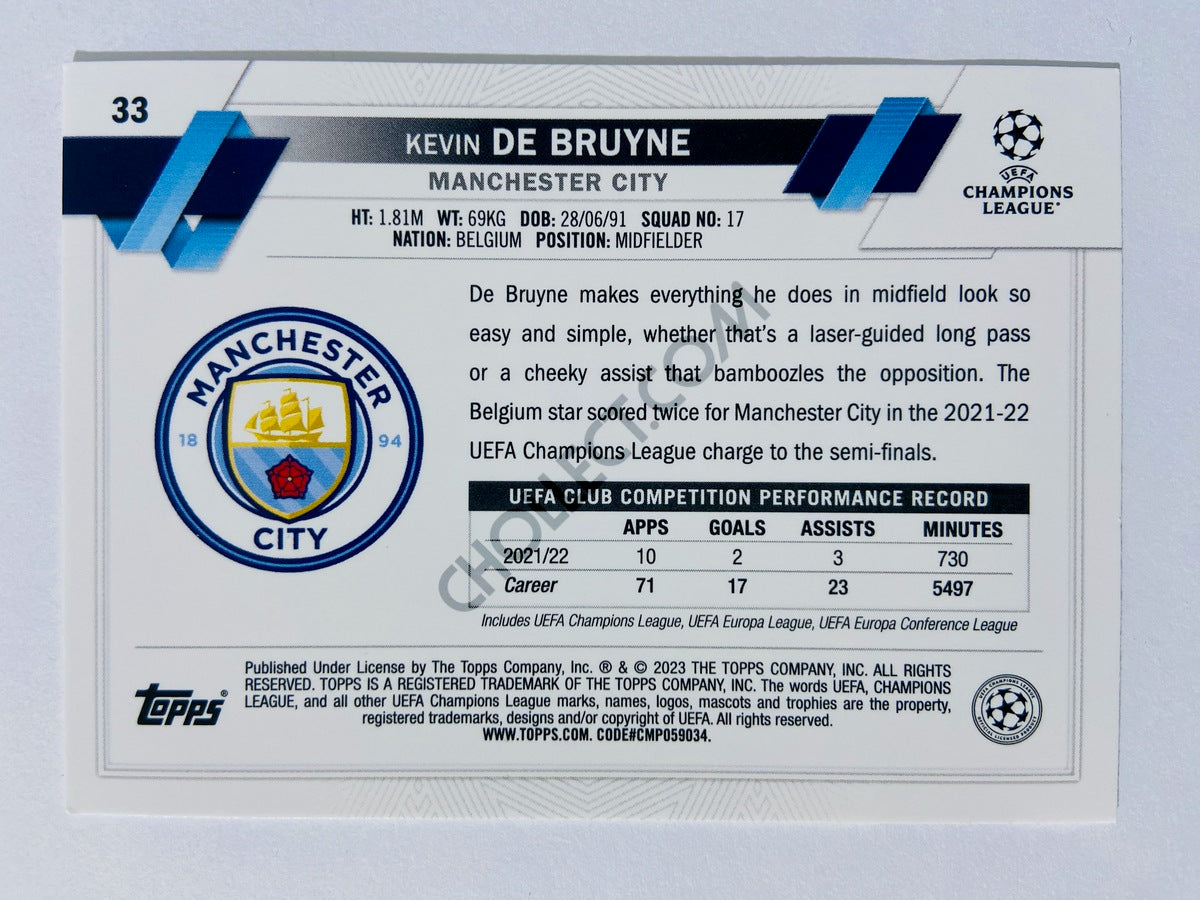 33
KEVIN DE BRUYNE
MANCHESTER CITY
UEFA
CHAMPIONS
LEAGUE
HT: 1.81M WT: 69KG DOB: 28/06/91 SQUAD NO: 17
NATION: BELGIUM POSITION: MIDFIELDER
De Bruyne makes everything he does in midfield look so
easy and simple, whether that's a laser-guided long pass
or a cheeky assist that bamboozles the opposition. The
Belgium star scored twice for Manchester City in the 2021-22
UEFA Champions League charge to the semi-finals.
MANCHESTER
18 94
CITY
UEFA CLUB COMPETITION PERFORMANCE RECORD
APPS GOALS ASSISTS MINUTES
2021/22 10 2 3 730
Career 71 17 23 5497
Includes UEFA Champions League, UEFA Europa League, UEFA Europa Conference League
CHOLLECT.COM
Topps®
Published Under License by The Topps Company, Inc. ® & © 2023 THE TOPPS COMPANY, INC. ALL RIGHTS
RESERVED. TOPPS IS A REGISTERED TRADEMARK OF THE TOPPS COMPANY, INC. The words UEFA, CHAMPIONS
LEAGUE, and all other UEFA Champions League marks, names, logos, mascots and trophies are the property,
registered trademarks, designs and/or copyright of UEFA. All rights reserved.
WWW.TOPPS.COM. CODE#CMP059034.
UEFA CHAMPIONS LEAGUE
OFFICIAL LICENSED PRODUCT